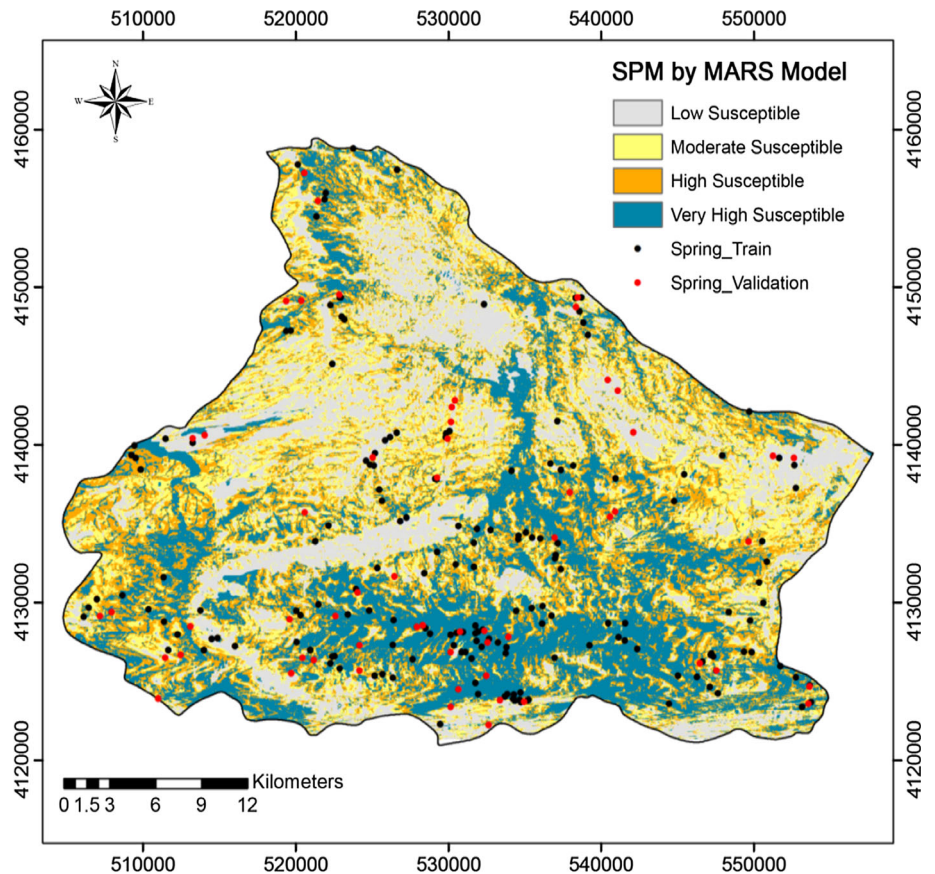 510000 520000 530000 540000 550000
N
W E
S
SPM by MARS Model
Low Susceptible
Moderate Susceptible
High Susceptible
Very High Susceptible
Spring_Train
Spring_Validation
4160000 4160000
4150000 4150000
4140000 4140000
4130000 4130000
4120000 4120000
Kilometers
0 1.5 3 6 9 12
510000 520000 530000 540000 550000